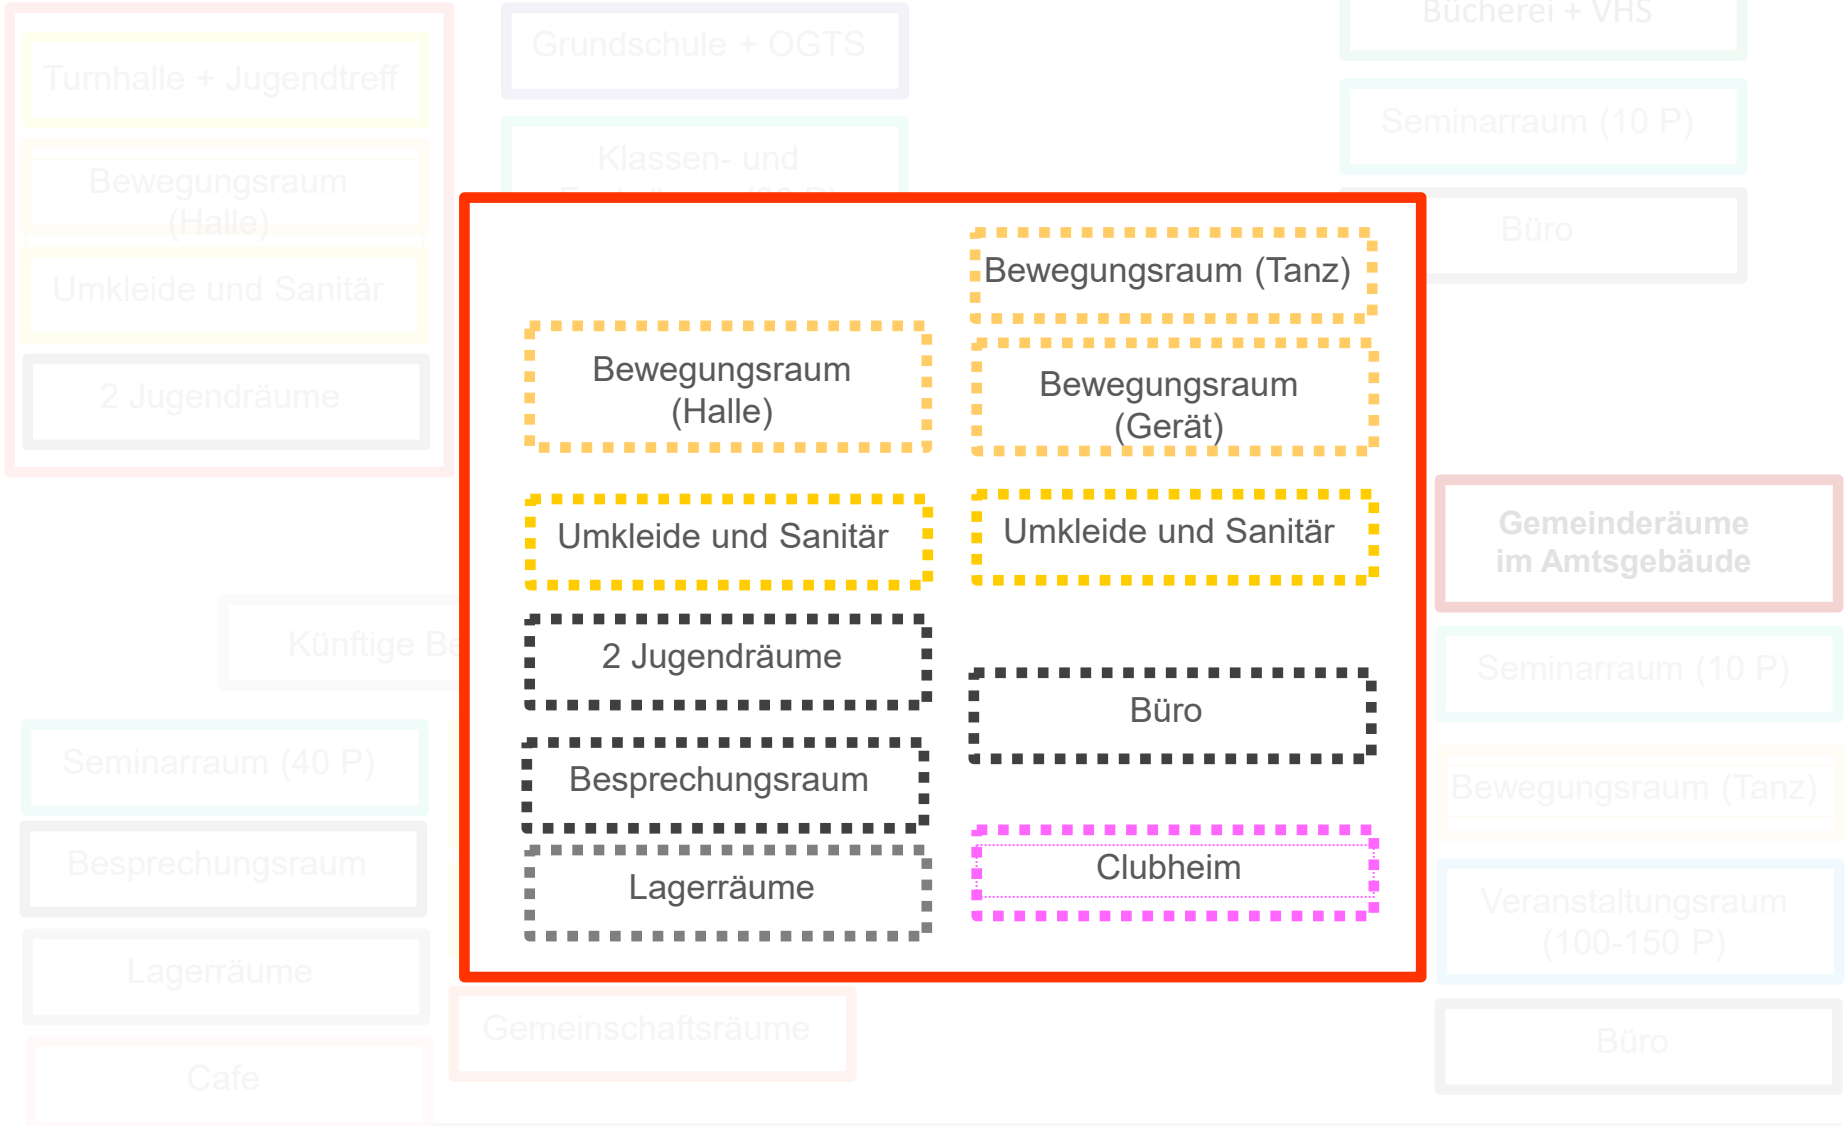 Turnhalle + Jugendtreff
Bewegungsraum
(Halle)
Umkleide und Sanitär
2 Jugendräume
Grundschule + OGTS
Klassen- und
Bücherei + VHS
Seminarraum (10 P)
Büro
Bewegungsraum (Halle)
Umkleide und Sanitär
2 Jugendräume
Besprechungsraum
Lagerräume
Bewegungsraum (Tanz)
Bewegungsraum
(Gerät)
Umkleide und Sanitär
Büro
Clubheim
Künftige Be
Seminarraum (40 P)
Besprechungsraum
Lagerräume
Cafe
Gemeinschaftsräume
Gemeinderäume
im Amtsgebäude
Seminarraum (10 P)
Bewegungsraum (Tanz)
Veranstaltungsraum
(100-150 P)
Büro